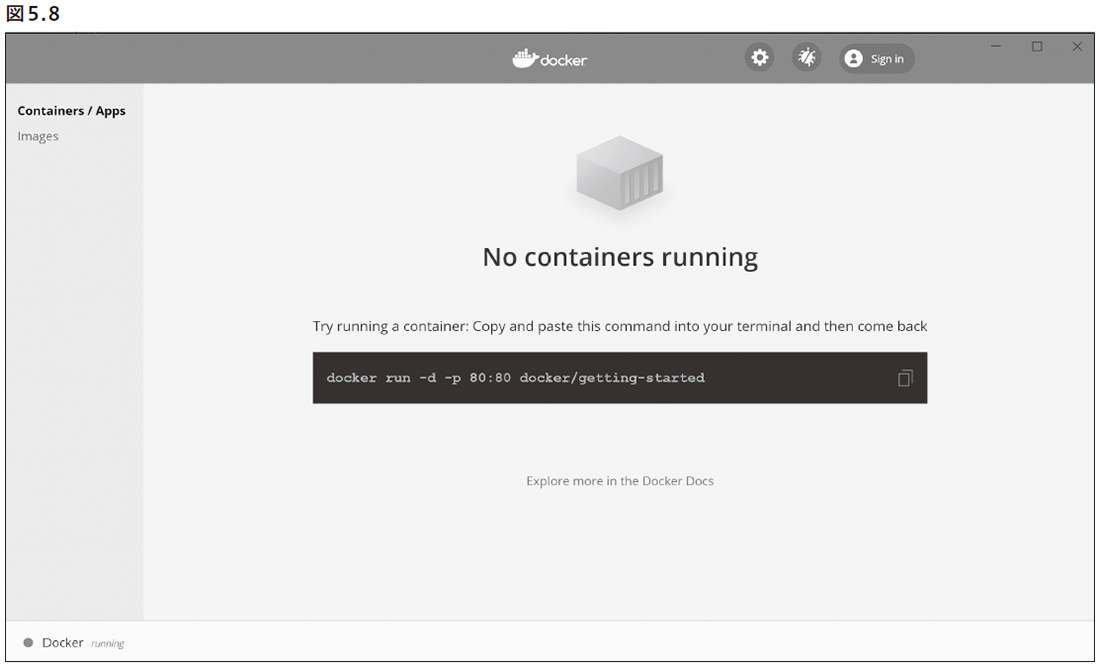 図5.8
docker
Sign in
Containers / Apps
Images
No containers running
Try running a container: Copy and paste this command into your terminal and then come back
docker run -d -p 80:80 docker/getting-started
Explore more in the Docker Docs
Docker running